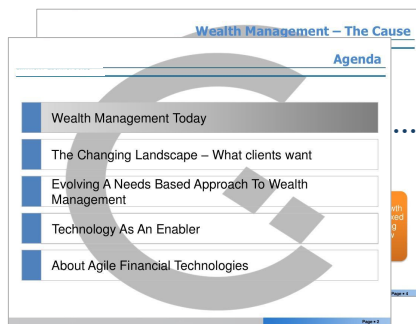 Wealth Management – The Cause
Agenda
Wealth Management Today
The Changing Landscape – What clients want
Evolving A Needs Based Approach To Wealth
Management
Technology As An Enabler
About Agile Financial Technologies
Page ▪ 4
Page ▪ 2